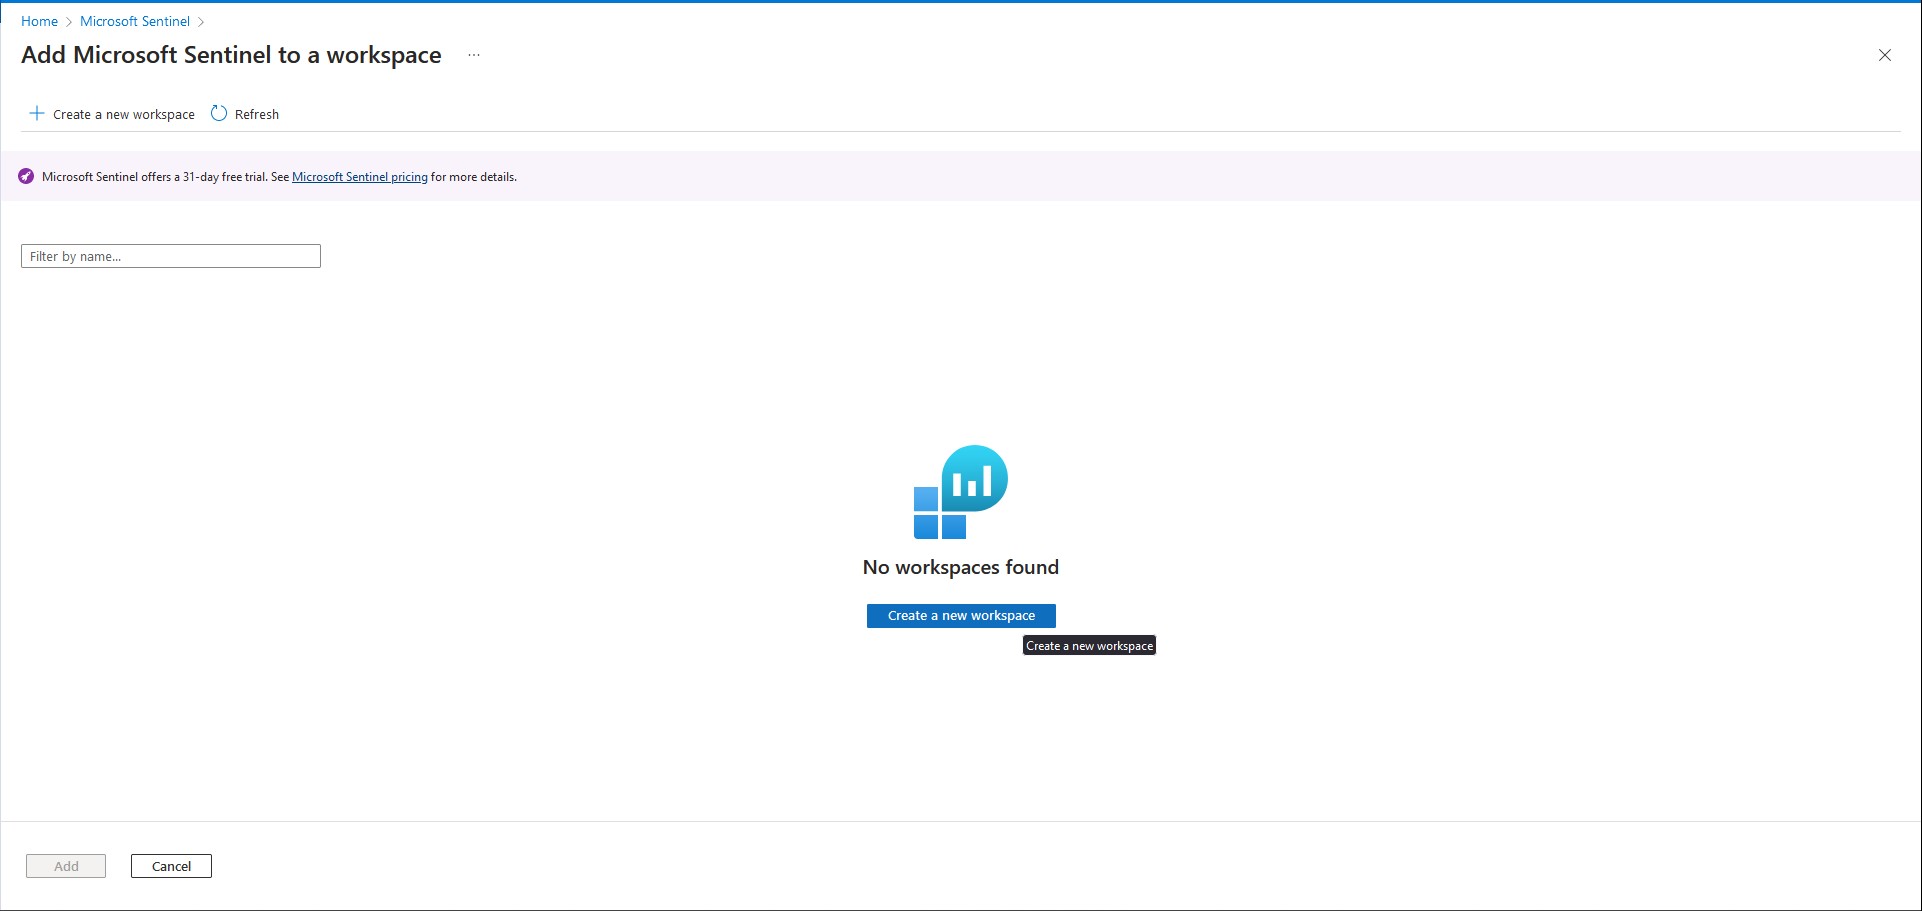 Home > Microsoft Sentinel >
Add Microsoft Sentinel to a workspace ...
Create a new workspace Refresh
Microsoft Sentinel offers a 31-day free trial. See Microsoft Sentinel pricing for more details.
Filter by name...
No workspaces found
Create a new workspace
Create a new workspace
Add Cancel